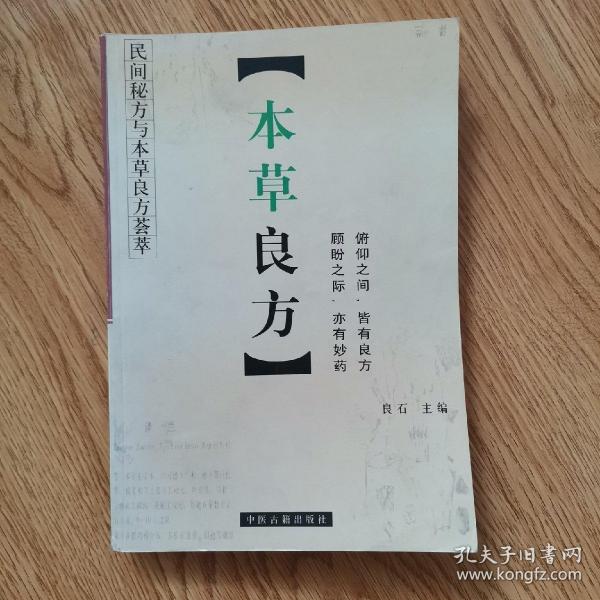 民间秘方与本草良方荟萃
【本草良方】
俯仰之间，皆有良方
顾盼之际，亦有妙药
良石 主编
中医古籍出版社
孔夫子旧书网
www.kongfz.com